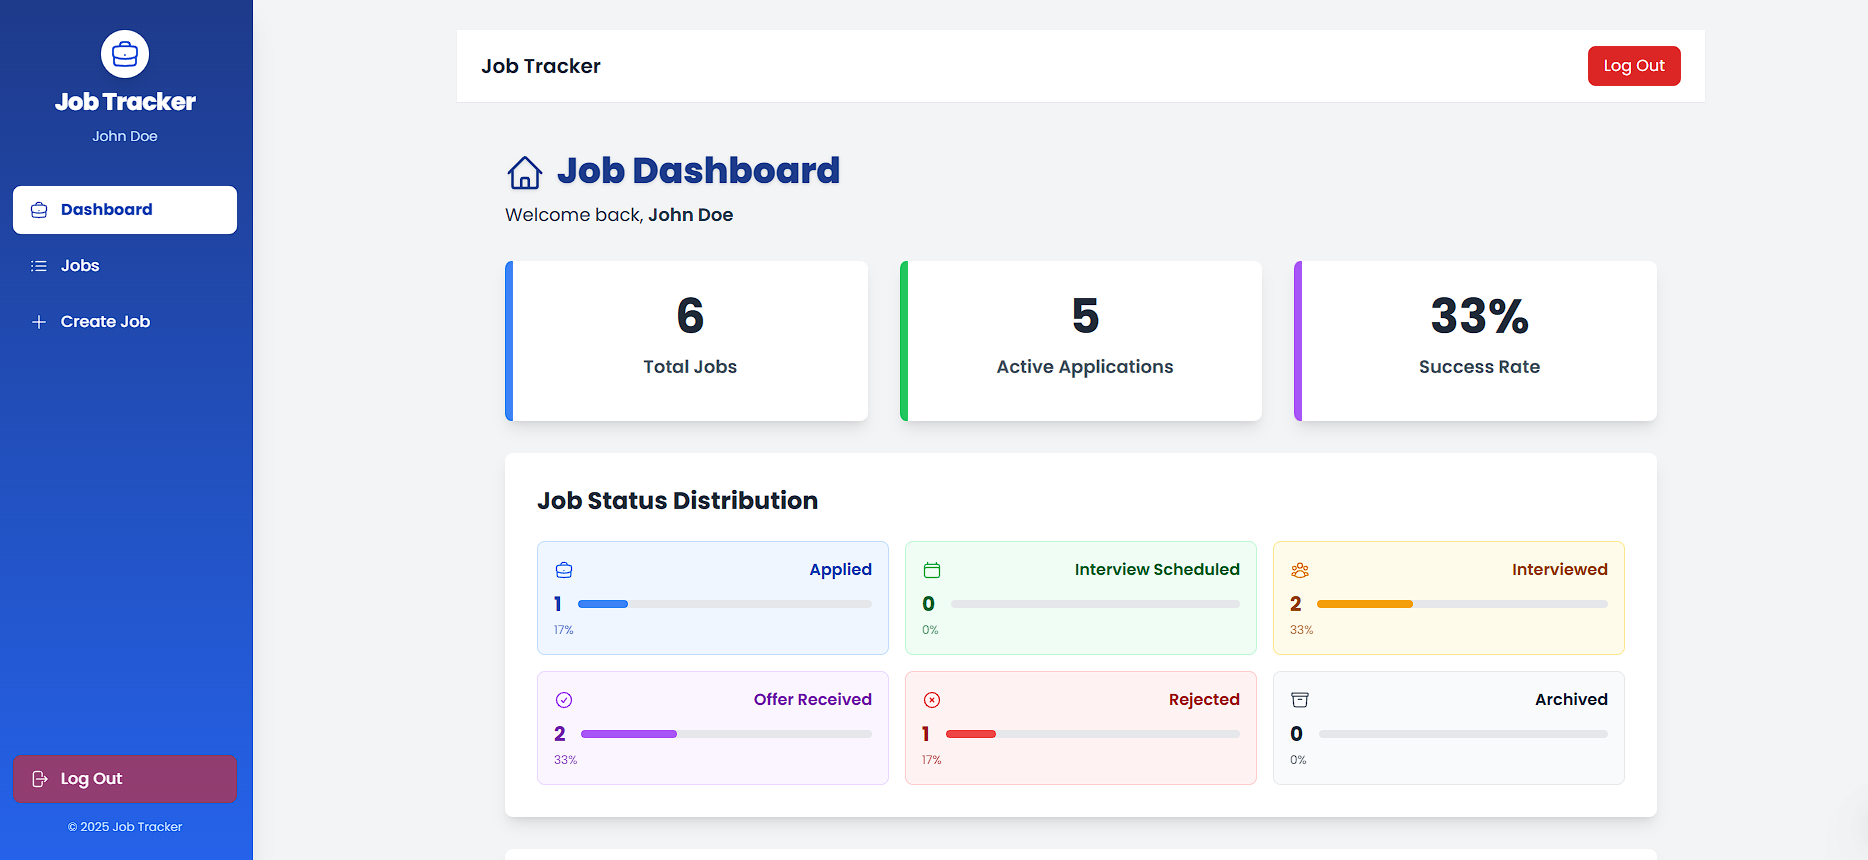 Job Tracker
John Doe
Dashboard
Jobs
Create Job
Log Out
© 2025 Job Tracker
Job Tracker
Log Out
Job Dashboard
Welcome back, John Doe
6
Total Jobs
5
Active Applications
33%
Success Rate
Job Status Distribution
Applied
1
17%
Interview Scheduled
0
0%
Interviewed
2
33%
Offer Received
2
33%
Rejected
1
17%
Archived
0
0%